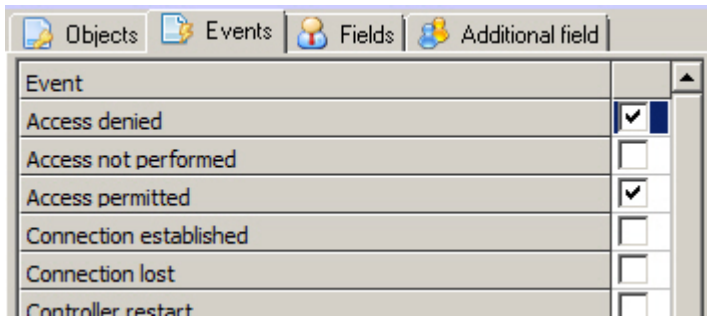 Objects Events Fields Additional field
Event
Access denied
Access not performed
Access permitted
Connection established
Connection lost
Controller restart